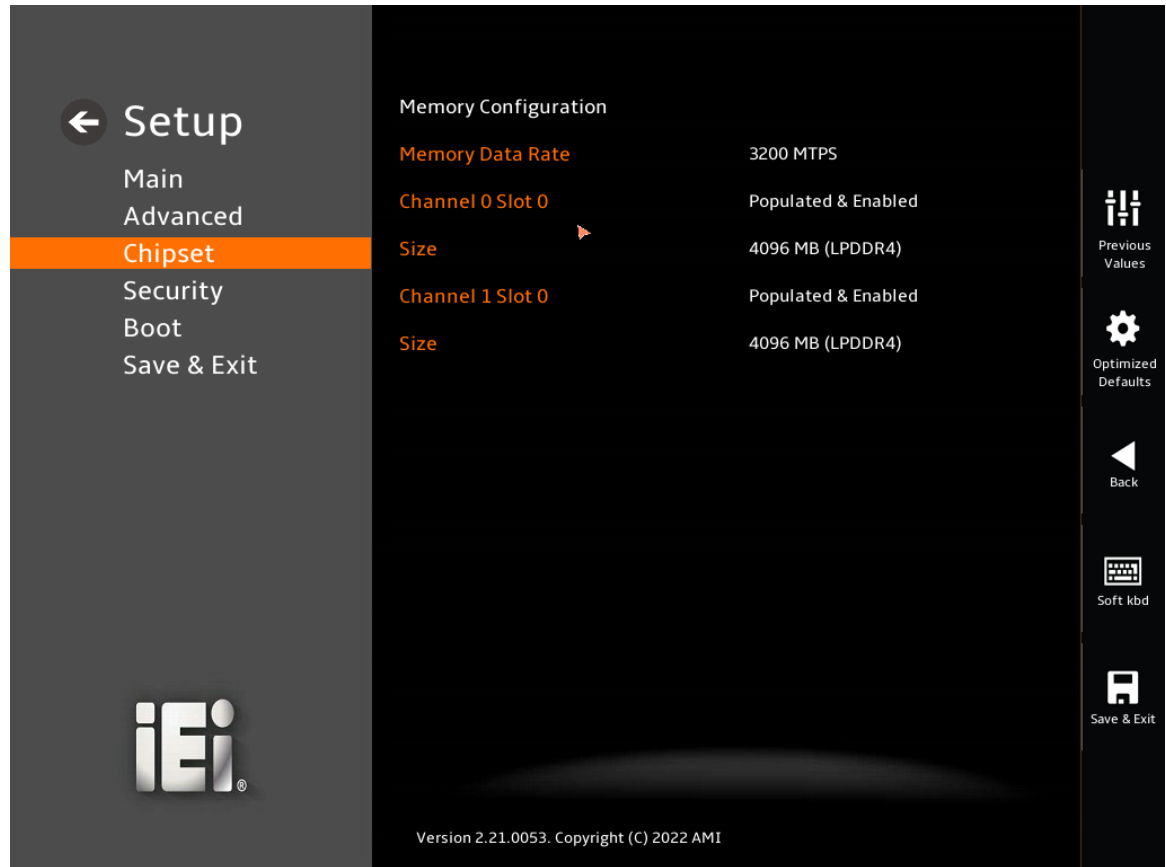 Setup
Main
Advanced
Chipset
Security
Boot
Save & Exit
iEi®
Memory Configuration
Memory Data Rate 3200 MTPS
Channel 0 Slot 0 Populated & Enabled
Size 4096 MB (LPDDR4)
Channel 1 Slot 0 Populated & Enabled
Size 4096 MB (LPDDR4)
Version 2.21.0053. Copyright (C) 2022 AMI
Previous
Values
Optimized
Defaults
Back
Soft kbd
Save & Exit